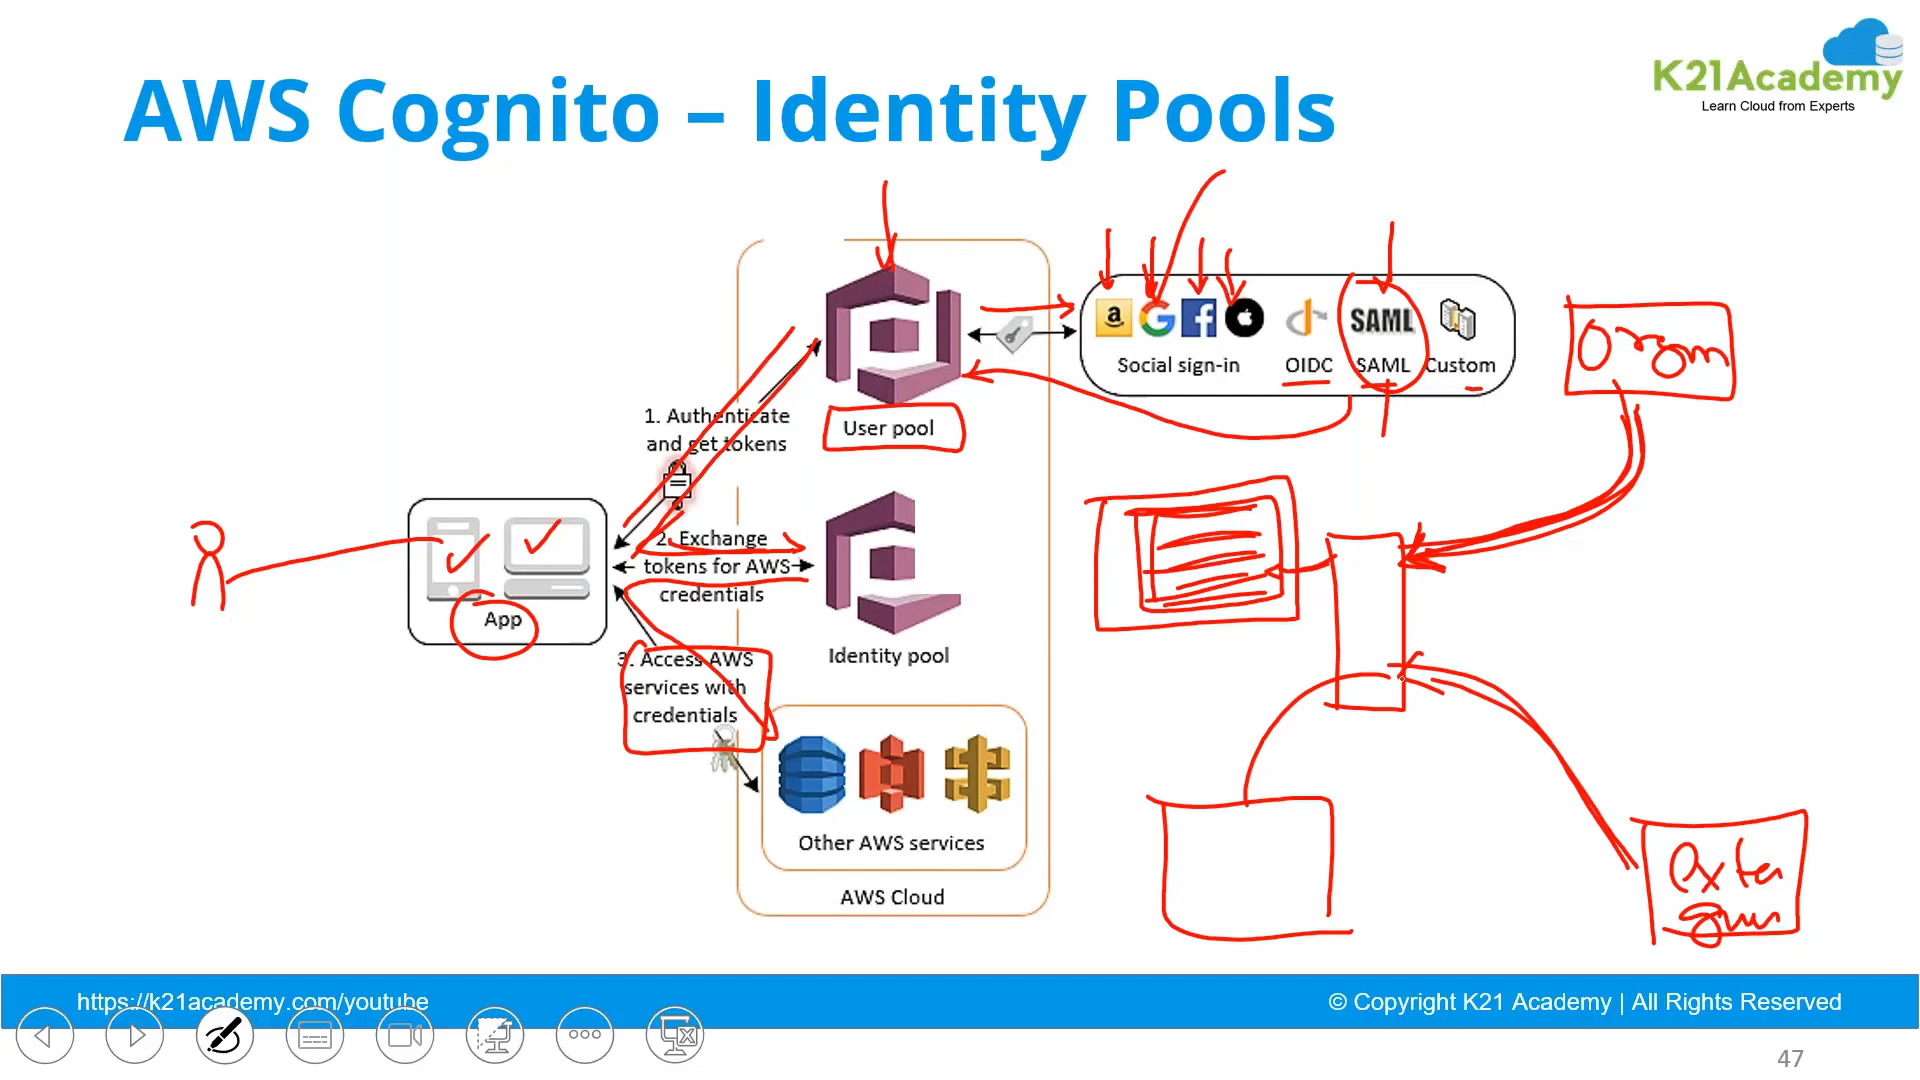 AWS Cognito – Identity Pools
K21Academy
Learn Cloud from Experts
Social sign-in
OIDC
SAML
SAML
Custom
1. Authenticate
and get tokens
User pool
2. Exchange
tokens for AWS
credentials
App
Identity pool
3. Access AWS
services with
credentials
Other AWS services
AWS Cloud
https://k21academy.com/youtube
© Copyright K21 Academy | All Rights Reserved
47